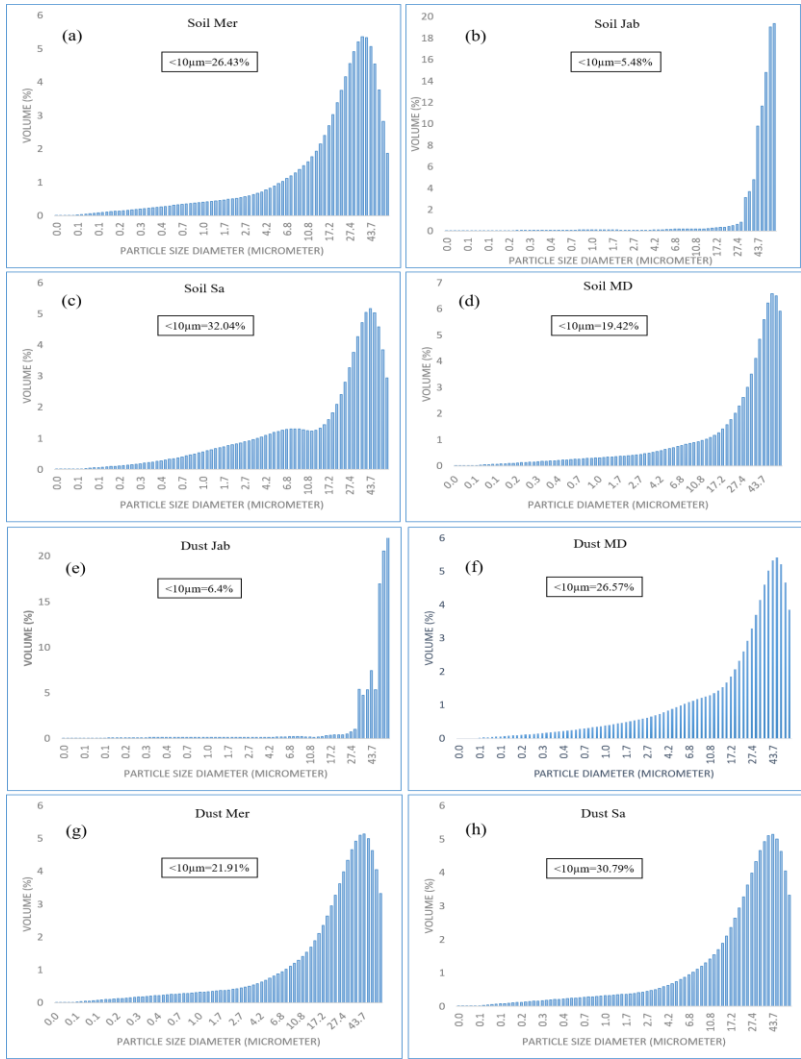 Soil Mer
(a)
<10µm=26.43%
VOLUME (%)
6
5
4
3
2
1
0
0.0 0.1 0.1 0.2 0.3 0.4 0.7 1.0 1.7 2.7 4.2 6.8 10.8 17.2 27.4 43.7
PARTICLE SIZE DIAMETER (MICROMETER)
Soil Jab
(b)
<10µm=5.48%
VOLUME (%)
20
18
16
14
12
10
8
6
4
2
0
0.0 0.1 0.1 0.2 0.3 0.4 0.7 1.0 1.7 2.7 4.2 6.8 10.8 17.2 27.4 43.7
PARTICLE SIZE DIAMETER (MICROMETER)
Soil Sa
(c)
<10µm=32.04%
VOLUME (%)
6
5
4
3
2
1
0
0.0 0.1 0.1 0.2 0.3 0.4 0.7 1.0 1.7 2.7 4.2 6.8 10.8 17.2 27.4 43.7
PARTICLE SIZE DIAMETER (MICROMETER)
Soil MD
(d)
<10µm=19.42%
VOLUME (%)
7
6
5
4
3
2
1
0
0.0 0.1 0.1 0.2 0.3 0.4 0.7 1.0 1.7 2.7 4.2 6.8 10.8 17.2 27.4 43.7
PARTICLE SIZE DIAMETER (MICROMETER)
Dust Jab
(e)
<10µm=6.4%
VOLUME (%)
20
15
10
5
0
0.0 0.1 0.1 0.2 0.3 0.4 0.7 1.0 1.7 2.7 4.2 6.8 10.8 17.2 27.4 43.7
PARTICLE SIZE DIAMETER (MICROMETER)
Dust MD
(f)
<10µm=26.57%
VOLUME (%)
6
5
4
3
2
1
0
0.0 0.1 0.1 0.2 0.3 0.4 0.7 1.0 1.7 2.7 4.2 6.8 10.8 17.2 27.4 43.7
PARTICLE DIAMETER (MICROMETER)
Dust Mer
(g)
<10µm=21.91%
VOLUME (%)
6
5
4
3
2
1
0
0.0 0.1 0.1 0.2 0.3 0.4 0.7 1.0 1.7 2.7 4.2 6.8 10.8 17.2 27.4 43.7
PARTICLE SIZE DIAMETER (MICROMETER)
Dust Sa
(h)
<10µm=30.79%
VOLUME (%)
6
5
4
3
2
1
0
0.0 0.1 0.1 0.2 0.3 0.4 0.7 1.0 1.7 2.7 4.2 6.8 10.8 17.2 27.4 43.7
PARTICLE SIZE DIAMETER (MICROMETER)